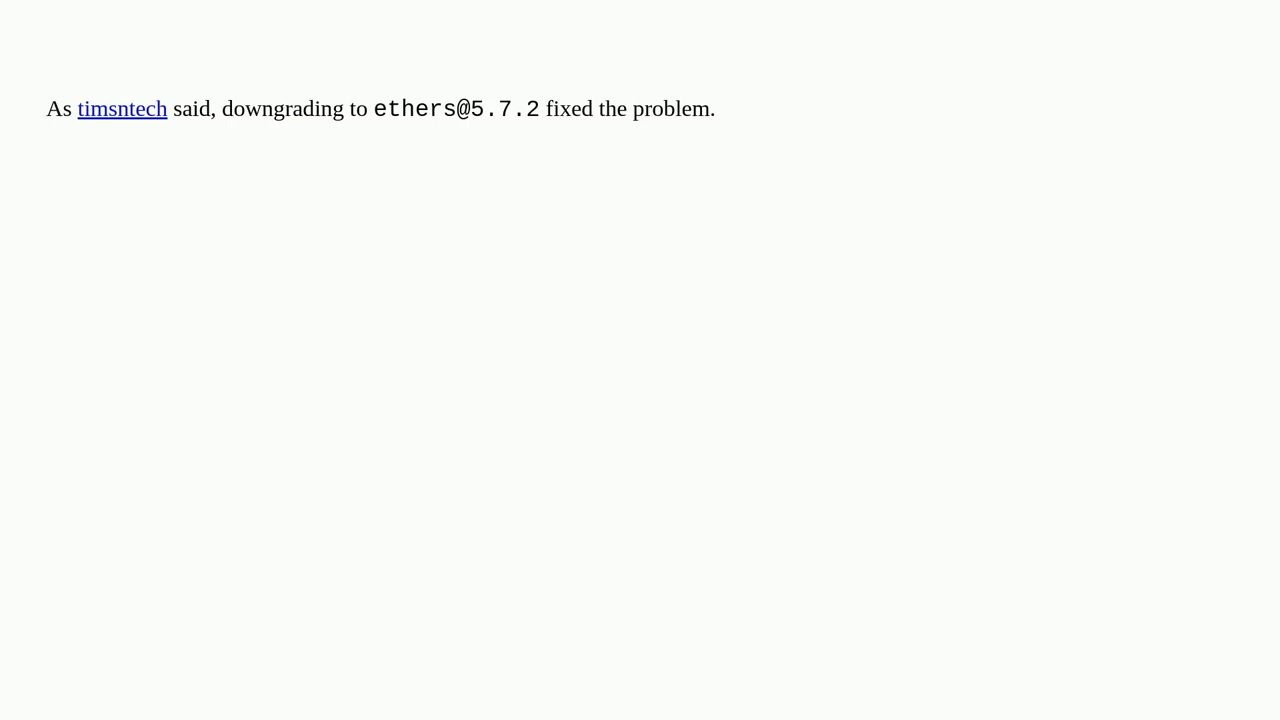 As timsntech said, downgrading to ethers@5.7.2 fixed the problem.